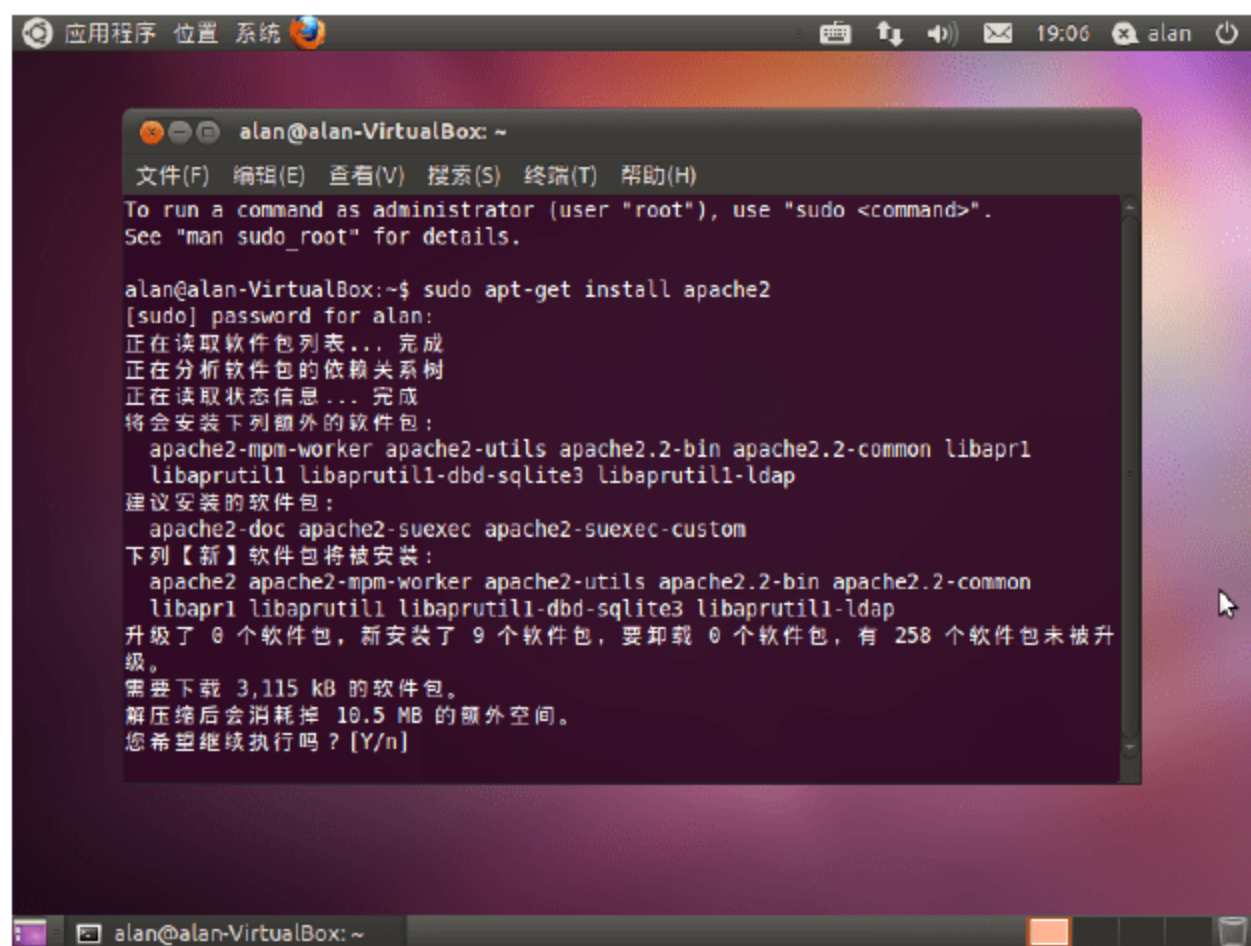 应用程序 位置 系统 19:06 alan
alan@alan-VirtualBox: ~
文件(F) 编辑(E) 查看(V) 搜索(S) 终端(T) 帮助(H)
To run a command as administrator (user "root"), use "sudo <command>".
See "man sudo_root" for details.
alan@alan-VirtualBox:~$ sudo apt-get install apache2
[sudo] password for alan:
正在读取软件包列表... 完成
正在分析软件包的依赖关系树
正在读取状态信息... 完成
将会安装下列额外的软件包：
apache2-mpm-worker apache2-utils apache2.2-bin apache2.2-common libapr1
libaprutil1 libaprutil1-dbd-sqlite3 libaprutil1-ldap
建议安装的软件包：
apache2-doc apache2-suexec apache2-suexec-custom
下列【新】软件包将被安装：
apache2 apache2-mpm-worker apache2-utils apache2.2-bin apache2.2-common
libapr1 libaprutil1 libaprutil1-dbd-sqlite3 libaprutil1-ldap
升级了 0 个软件包，新安装了 9 个软件包，要卸载 0 个软件包，有 258 个软件包未被升
级。
需要下载 3,115 kB 的软件包。
解压缩后会消耗掉 10.5 MB 的额外空间。
您希望继续执行吗？[Y/n]
alan@alan-VirtualBox: ~